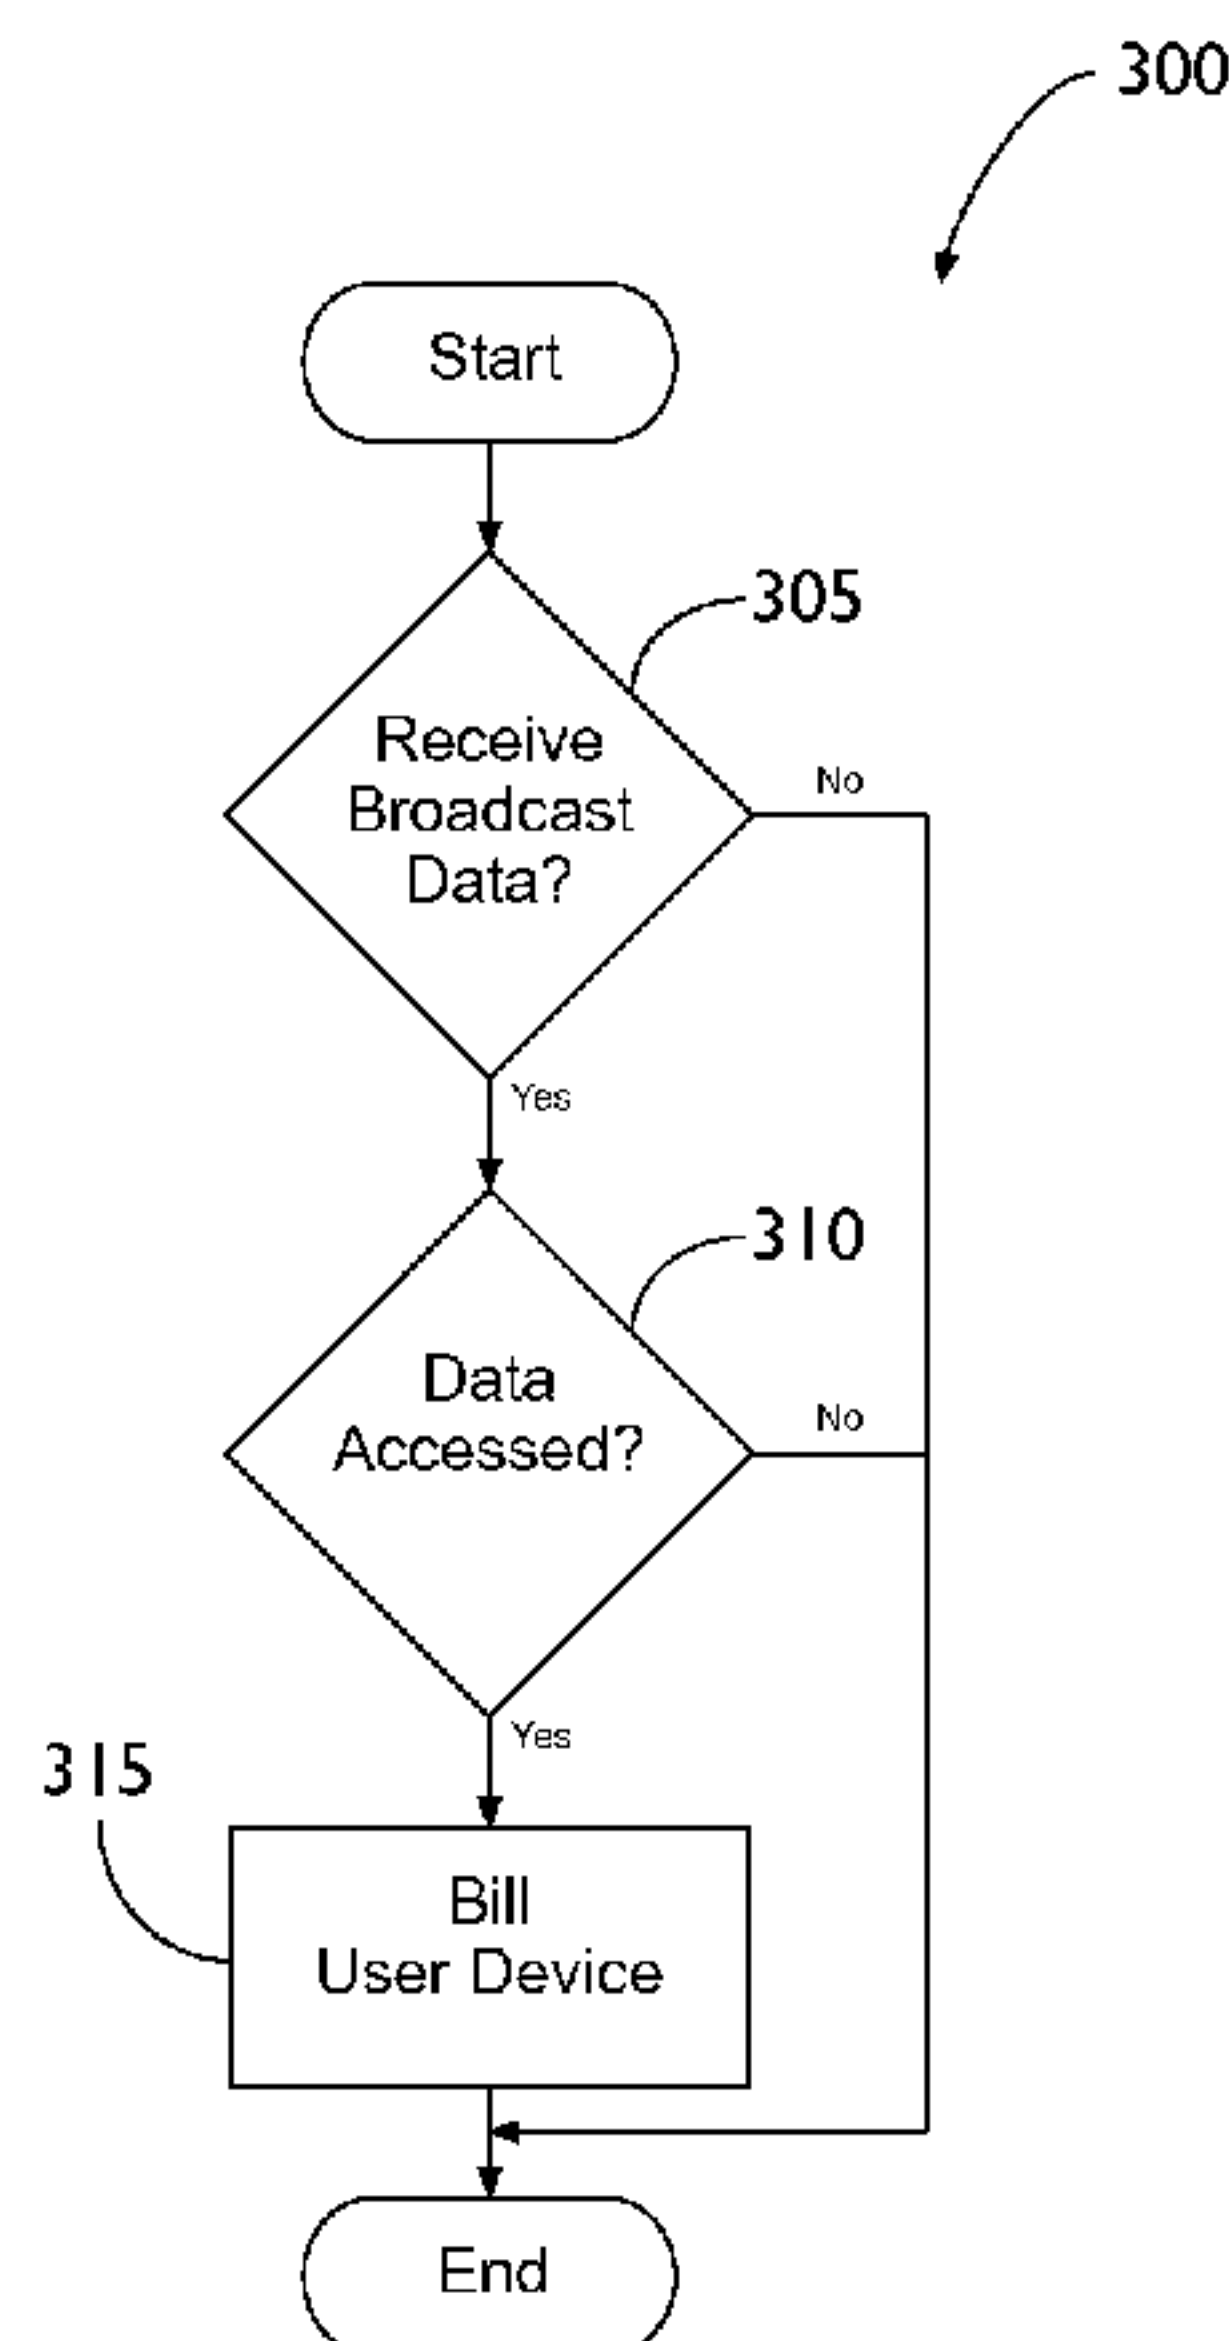 300
Start
305
Receive
Broadcast
Data?
No
Yes
310
Data
Accessed?
No
Yes
315
Bill
User Device
End